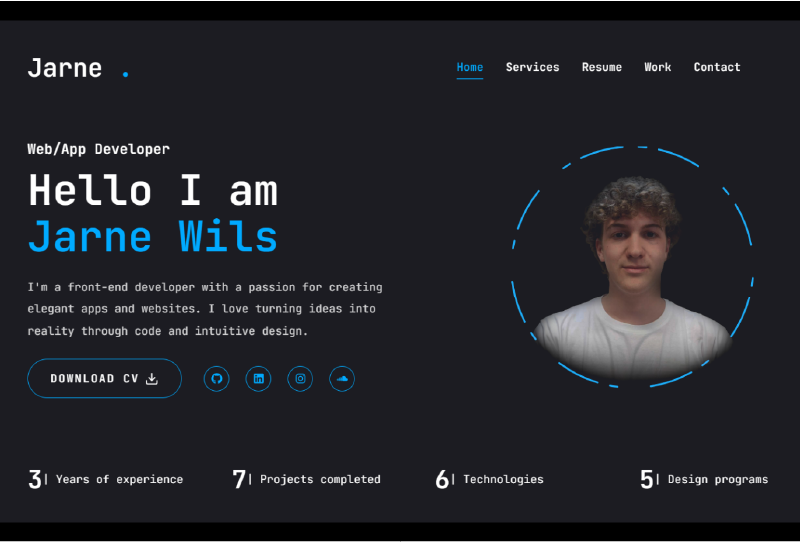 Jarne .
Home Services Resume Work Contact
Web/App Developer
Hello I am
Jarne Wils
I'm a front-end developer with a passion for creating
elegant apps and websites. I love turning ideas into
reality through code and intuitive design.
DOWNLOAD CV
3| Years of experience
7| Projects completed
6| Technologies
5| Design programs